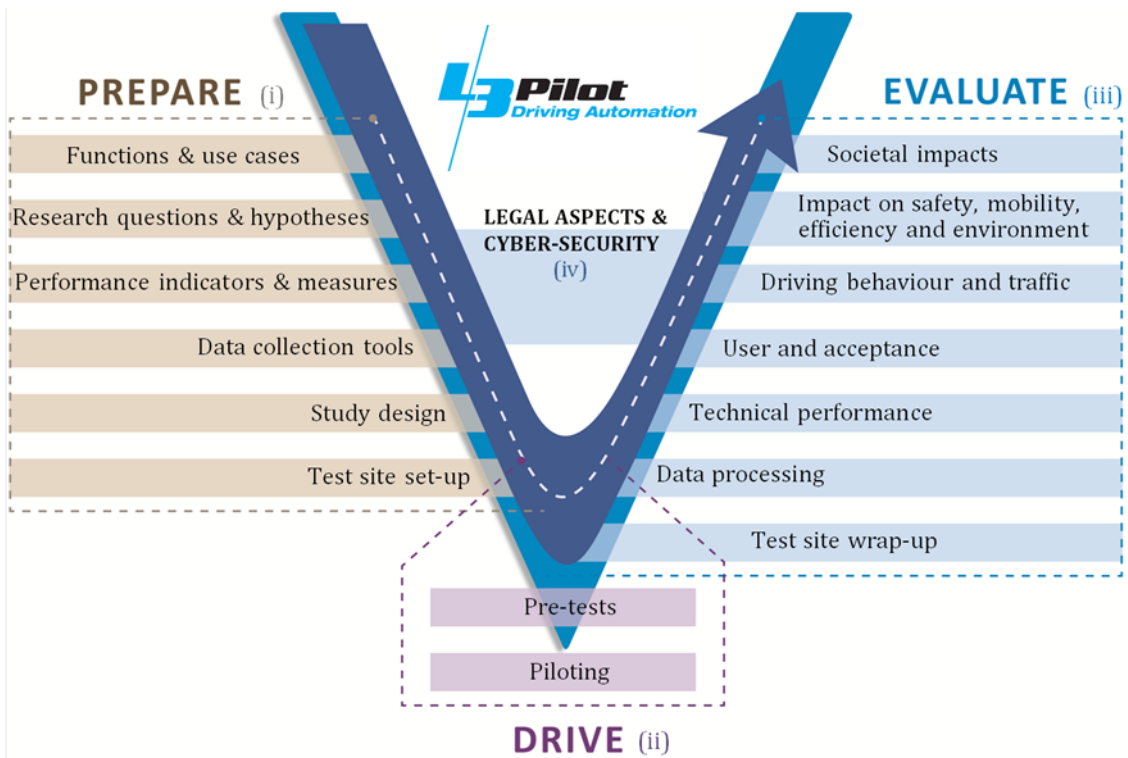 L3Pilot
Driving Automation
PREPARE (i)
Functions & use cases
Research questions & hypotheses
Performance indicators & measures
Data collection tools
Study design
Test site set-up
LEGAL ASPECTS &
CYBER-SECURITY
(iv)
EVALUATE (iii)
Societal impacts
Impact on safety, mobility,
efficiency and environment
Driving behaviour and traffic
User and acceptance
Technical performance
Data processing
Test site wrap-up
Pre-tests
Piloting
DRIVE (ii)